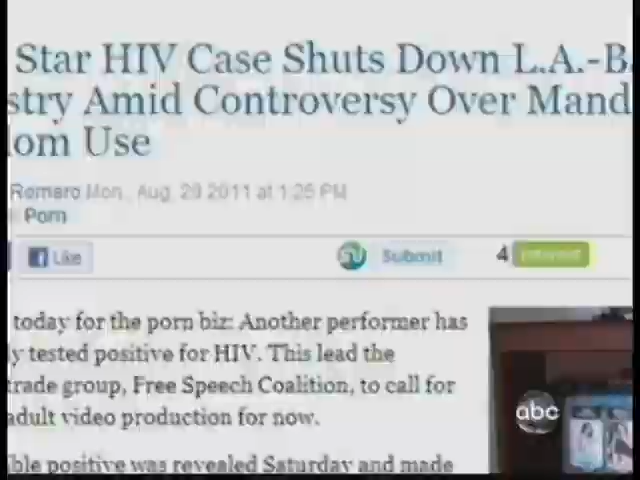 Star HIV Case Shuts Down L.A.-B
stry Amid Controversy Over Mand
om Use
Romero Mon., Aug. 29 2011 at 1:25 PM
Porn
Like
Submit
4
today for the porn biz: Another performer has
y tested positive for HIV. This lead the
trade group, Free Speech Coalition, to call for
adult video production for now.
abc
ble positive was revealed Saturday and made